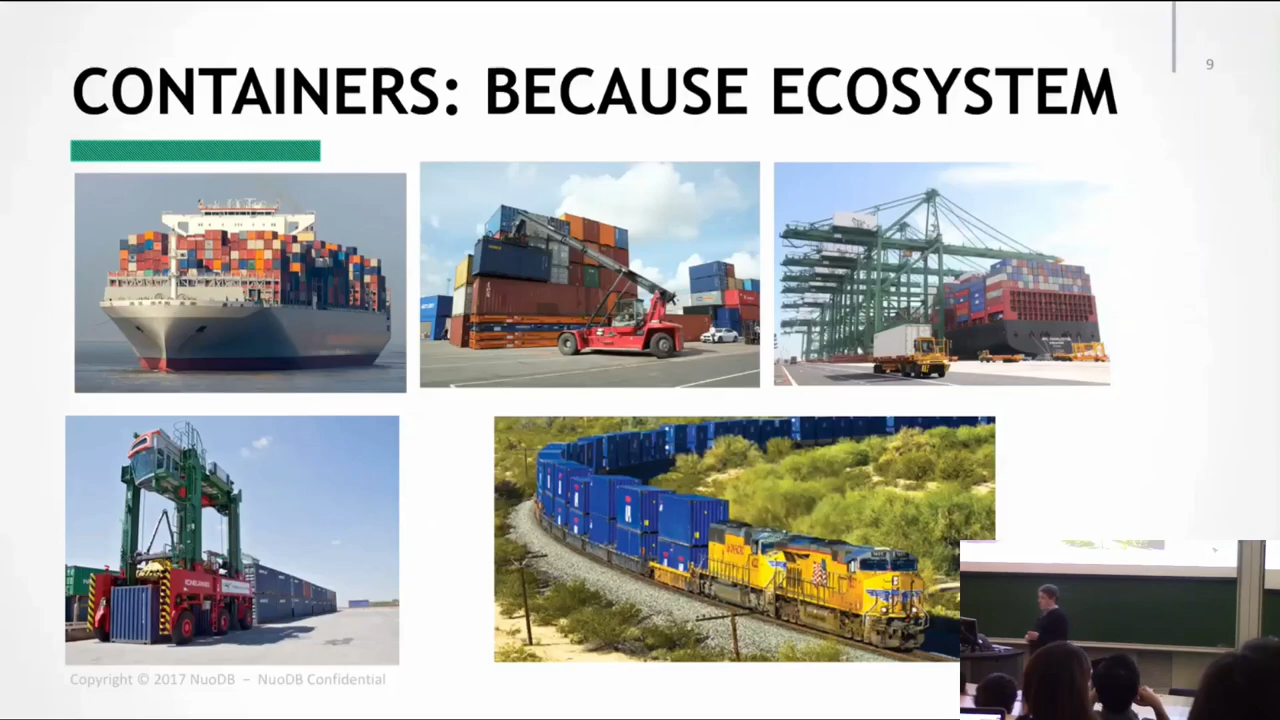 CONTAINERS: BECAUSE ECOSYSTEM
9
Copyright © 2017 NuoDB – NuoDB Confidential